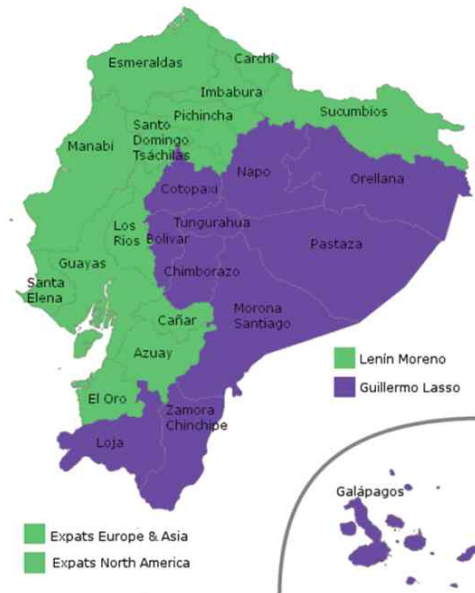 Esmeraldas
Carchi
Imbabura
Pichincha
Sucumbios
Santo
Domingo
Tsáchilas
Manabí
Napo
Orellana
Cotopaxi
Los
Ríos
Bolivar
Tungurahua
Pastaza
Guayas
Chimborazo
Santa
Elena
Morona
Santiago
Cañar
Azuay
El Oro
Zamora
Chinchipe
Loja
Lenín Moreno
Guillermo Lasso
Galápagos
Expats Europe & Asia
Expats North America